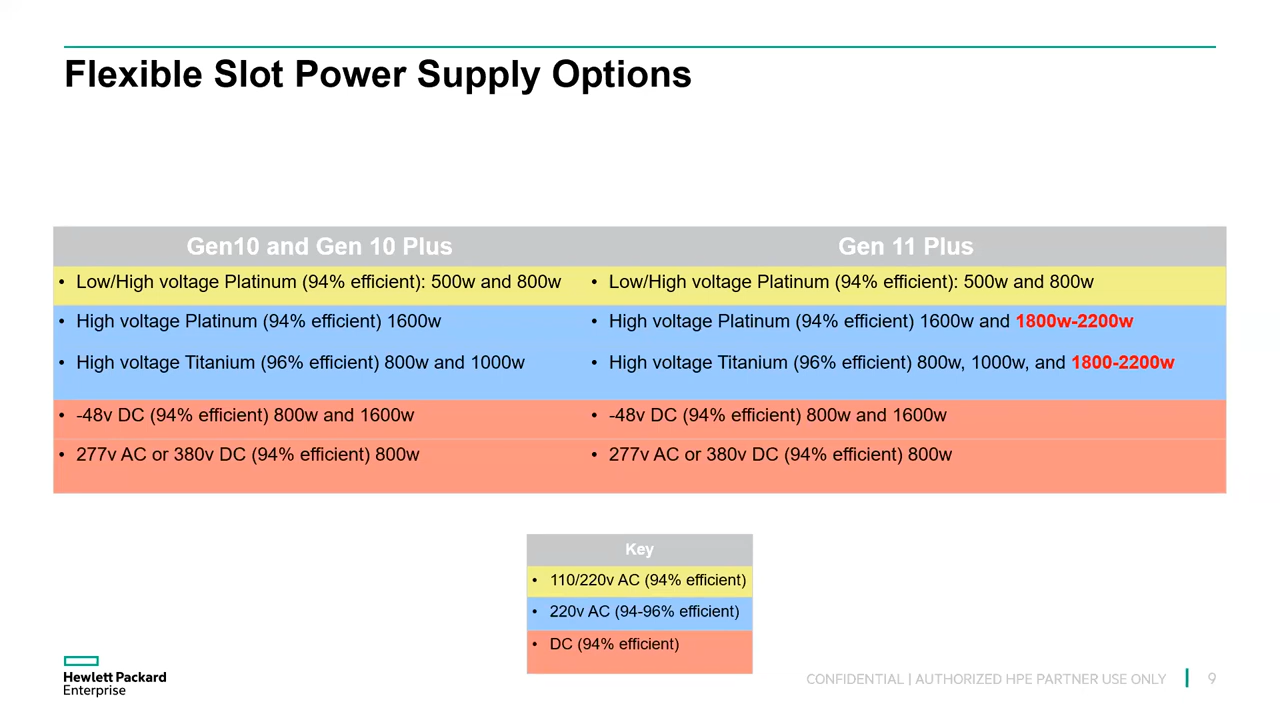 Flexible Slot Power Supply Options
Gen10 and Gen 10 Plus
Gen 11 Plus
• Low/High voltage Platinum (94% efficient): 500w and 800w
• Low/High voltage Platinum (94% efficient): 500w and 800w
• High voltage Platinum (94% efficient) 1600w
• High voltage Platinum (94% efficient) 1600w and 1800w-2200w
• High voltage Titanium (96% efficient) 800w and 1000w
• High voltage Titanium (96% efficient) 800w, 1000w, and 1800-2200w
• -48v DC (94% efficient) 800w and 1600w
• -48v DC (94% efficient) 800w and 1600w
• 277v AC or 380v DC (94% efficient) 800w
• 277v AC or 380v DC (94% efficient) 800w
Key
• 110/220v AC (94% efficient)
• 220v AC (94-96% efficient)
• DC (94% efficient)
Hewlett Packard
Enterprise
CONFIDENTIAL | AUTHORIZED HPE PARTNER USE ONLY
9